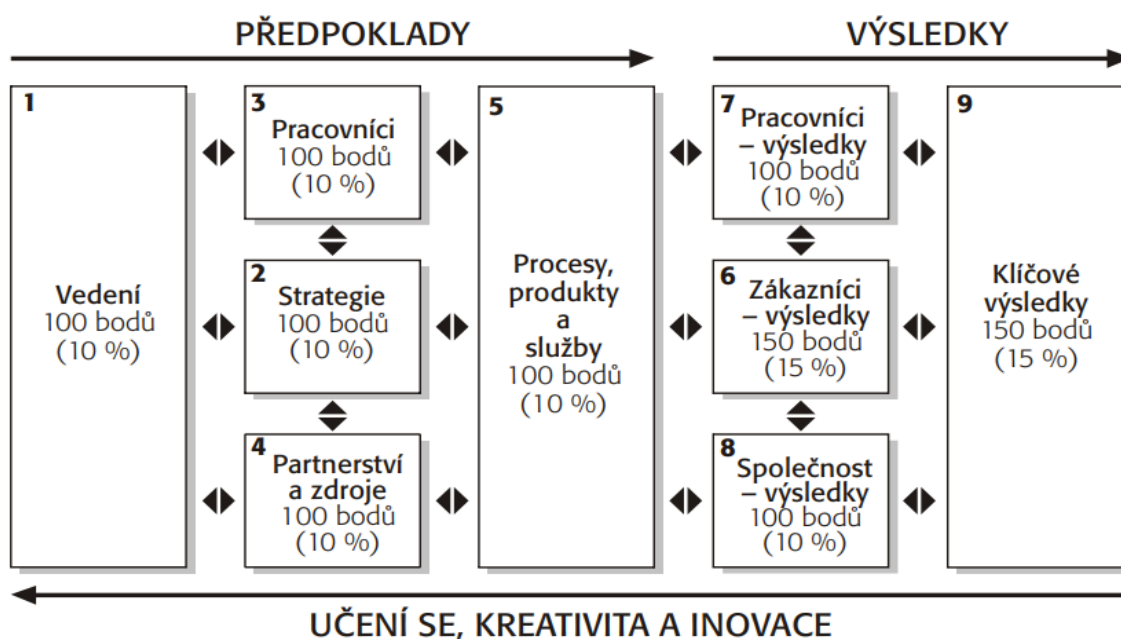 PŘEDPOKLADY
VÝSLEDKY
1
Vedení
100 bodů
(10 %)
3
Pracovníci
100 bodů
(10 %)
2
Strategie
100 bodů
(10 %)
4
Partnerství
a zdroje
100 bodů
(10 %)
5
Procesy,
produkty
a
služby
100 bodů
(10 %)
7
Pracovníci
– výsledky
100 bodů
(10 %)
6
Zákazníci
– výsledky
150 bodů
(15 %)
8
Společnost
– výsledky
100 bodů
(10 %)
9
Klíčové
výsledky
150 bodů
(15 %)
UČENÍ SE, KREATIVITA A INOVACE